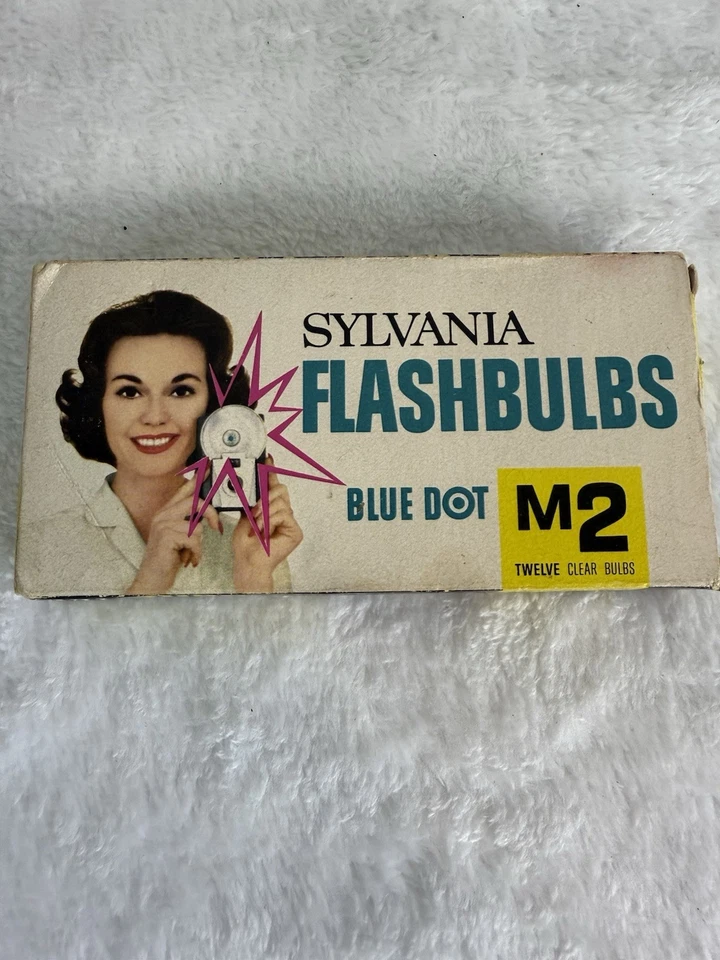 SYLVANIA
FLASHBULBS
BLUE DOT
M2
TWELVE CLEAR BULBS